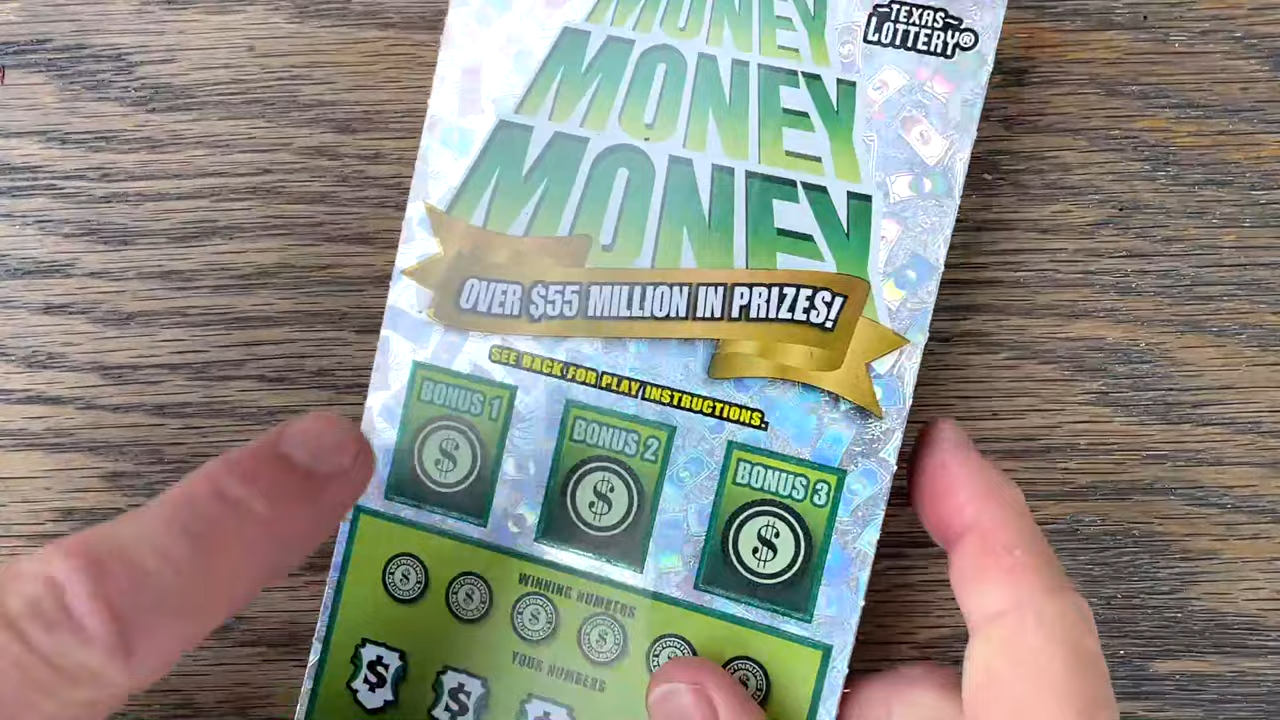 MONEY
TEXAS
LOTTERY®
MONEY
MONEY
OVER $55 MILLION IN PRIZES!
SEE BACK FOR PLAY INSTRUCTIONS.
BONUS 1
BONUS 2
BONUS 3
$
$
$
WINNING NUMBERS
YOUR NUMBERS
$
$
$